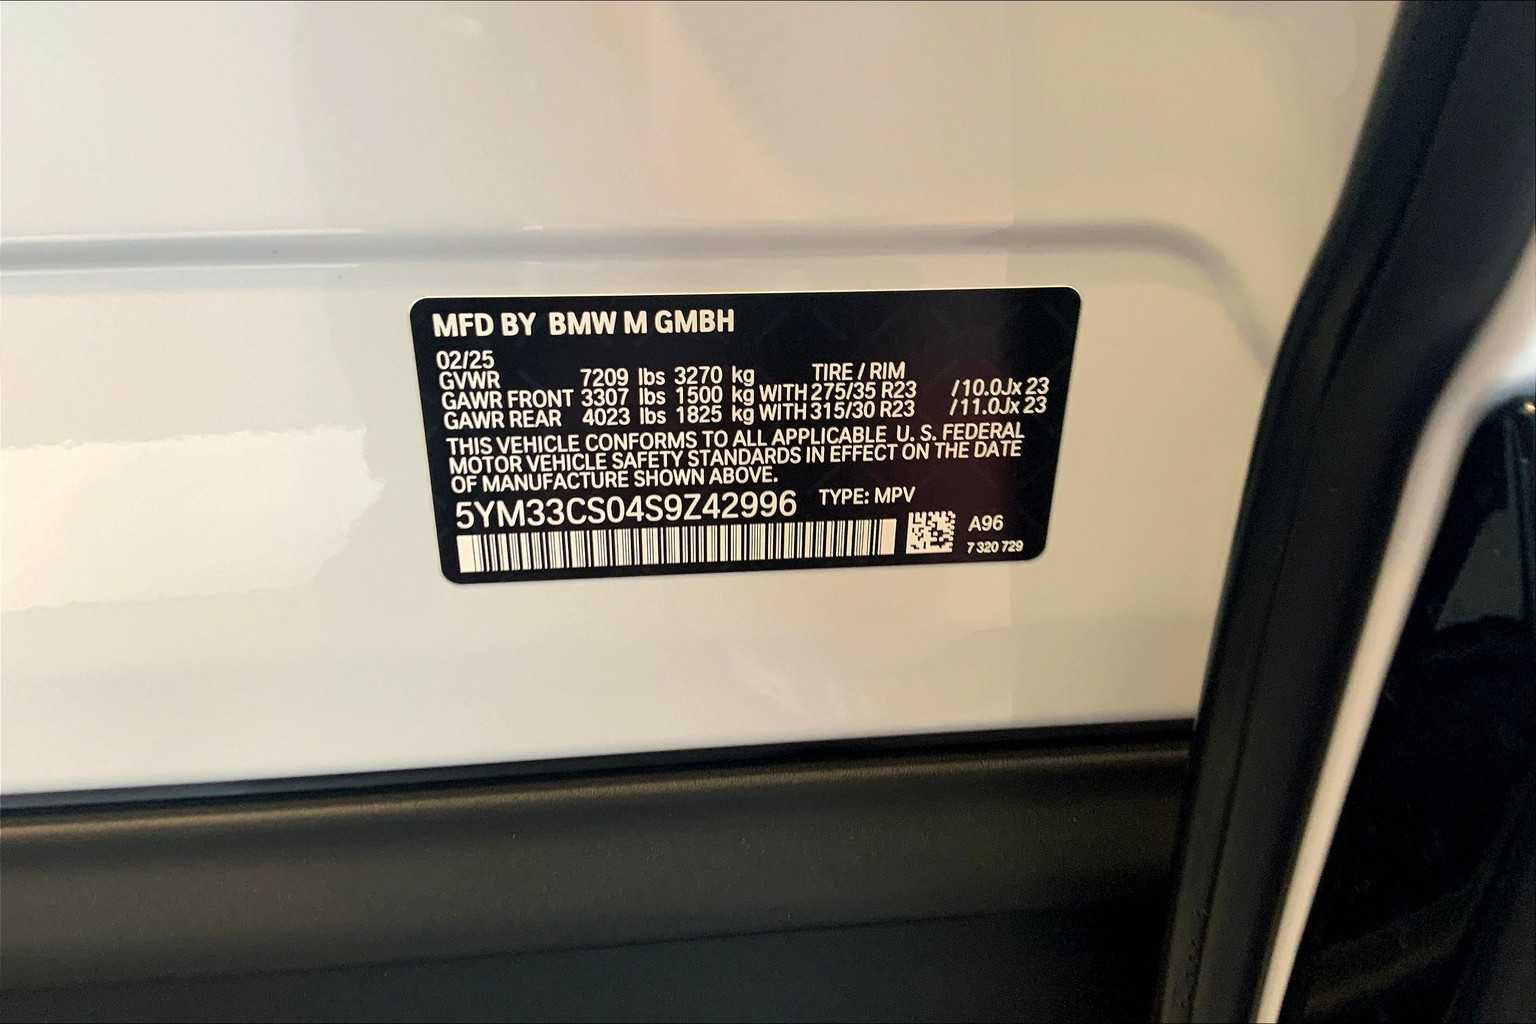 MFD BY BMW M GMBH
02/25
TIRE / RIM
GVWR 7209 lbs 3270 kg
GAWR FRONT 3307 lbs 1500 kg WITH 275/35 R23 /10.0Jx 23
GAWR REAR 4023 lbs 1825 kg WITH 315/30 R23 /11.0Jx 23
THIS VEHICLE CONFORMS TO ALL APPLICABLE U. S. FEDERAL
MOTOR VEHICLE SAFETY STANDARDS IN EFFECT ON THE DATE
OF MANUFACTURE SHOWN ABOVE.
5YM33CS04S9Z42996 TYPE: MPV
A96
7 320 729